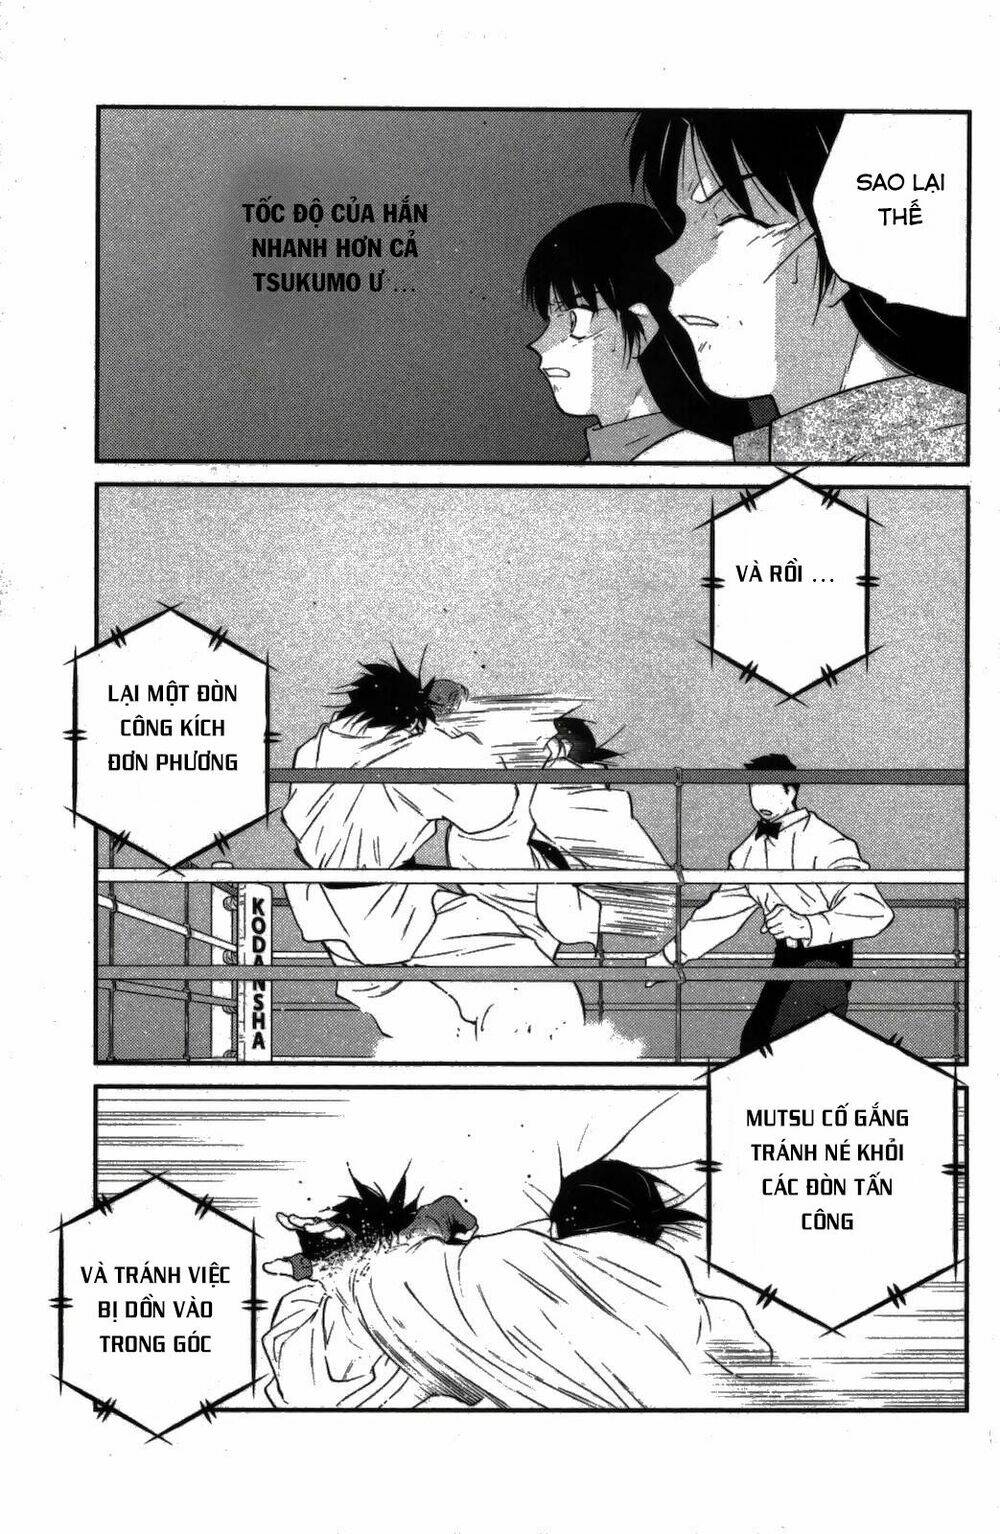 SAO LẠI
THẾ
TỐC ĐỘ CỦA HẮN
NHANH HƠN CẢ
TSUKUMO Ư ...
VÀ RỒI ...
LẠI MỘT ĐÒN
CÔNG KÍCH
ĐƠN PHƯƠNG
KODANSHA
MUTSU CỐ GẮNG
TRÁNH NÉ KHỎI
CÁC ĐÒN TẤN
CÔNG
VÀ TRÁNH VIỆC
BỊ DỒN VÀO
TRONG GÓC